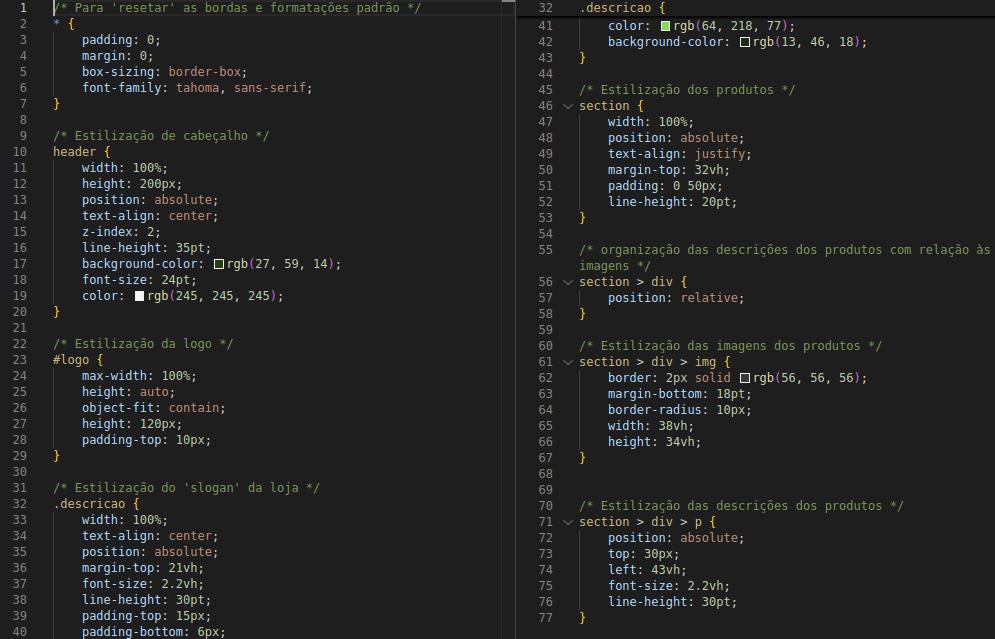 1 /* Para 'resetar' as bordas e formatações padrão */
2 * {
3 padding: 0;
4 margin: 0;
5 box-sizing: border-box;
6 font-family: tahoma, sans-serif;
7 }
8
9 /* Estilização de cabeçalho */
10 header {
11 width: 100%;
12 height: 200px;
13 position: absolute;
14 text-align: center;
15 z-index: 2;
16 line-height: 35pt;
17 background-color: rgb(27, 59, 14);
18 font-size: 24pt;
19 color: rgb(245, 245, 245);
20 }
21
22 /* Estilização da logo */
23 #logo {
24 max-width: 100%;
25 height: auto;
26 object-fit: contain;
27 height: 120px;
28 padding-top: 10px;
29 }
30
31 /* Estilização do 'slogan' da loja */
32 .descricao {
33 width: 100%;
34 text-align: center;
35 position: absolute;
36 margin-top: 21vh;
37 font-size: 2.2vh;
38 line-height: 30pt;
39 padding-top: 15px;
40 padding-bottom: 6px;
32 .descricao {
41 color: rgb(64, 218, 77);
42 background-color: rgb(13, 46, 18);
43 }
44
45 /* Estilização dos produtos */
46 section {
47 width: 100%;
48 position: absolute;
49 text-align: justify;
50 margin-top: 32vh;
51 padding: 0 50px;
52 line-height: 20pt;
53 }
54
55 /* organização das descrições dos produtos com relação às
imagens */
56 section > div {
57 position: relative;
58 }
59
60 /* Estilização das imagens dos produtos */
61 section > div > img {
62 border: 2px solid rgb(56, 56, 56);
63 margin-bottom: 18pt;
64 border-radius: 10px;
65 width: 38vh;
66 height: 34vh;
67 }
68
69
70 /* Estilização das descrições dos produtos */
71 section > div > p {
72 position: absolute;
73 top: 30px;
74 left: 43vh;
75 font-size: 2.2vh;
76 line-height: 30pt;
77 }